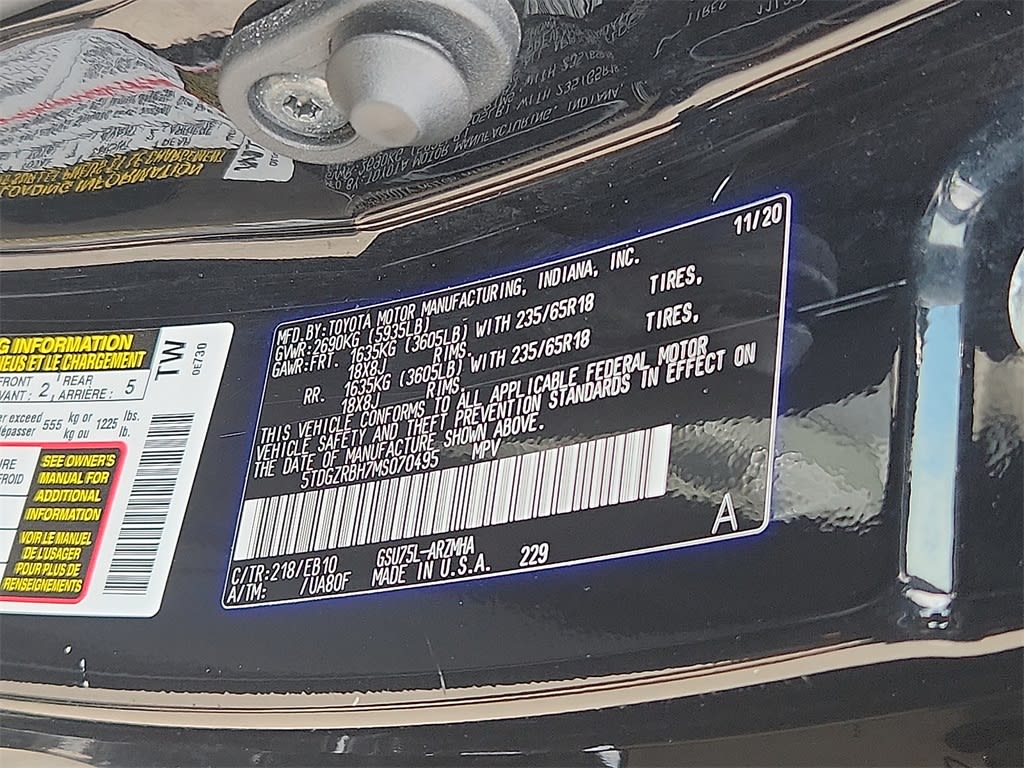 11/20
MFD.BY:TOYOTA MOTOR MANUFACTURING, INDIANA, INC.
GVWR:2690KG (5935LB)
GAWR:FRT. 1635KG (3605LB) WITH 235/65R18 TIRES,
18X8J RIMS,
RR. 1635KG (3605LB) WITH 235/65R18 TIRES,
18X8J RIMS,
THIS VEHICLE CONFORMS TO ALL APPLICABLE FEDERAL MOTOR
VEHICLE SAFETY AND THEFT PREVENTION STANDARDS IN EFFECT ON
THE DATE OF MANUFACTURE SHOWN ABOVE.
5TDGZRBH7MS070495 MPV
A
C/TR:218/EB10 GSU75L-ARZMHA
A/TM: /UA80F MADE IN U.S.A. 229
G INFORMATION
NEUS ET LE CHARGEMENT
TW
0E730
FRONT 2 REAR 5
VANT: ARRIÈRE:
er exceed 555 kg or 1225 lbs.
dépasser kg ou lb.
SEE OWNER'S
MANUAL FOR
ADDITIONAL
INFORMATION
VOIR LE MANUEL
DE L'USAGER
POUR PLUS DE
RENSEIGNEMENTS